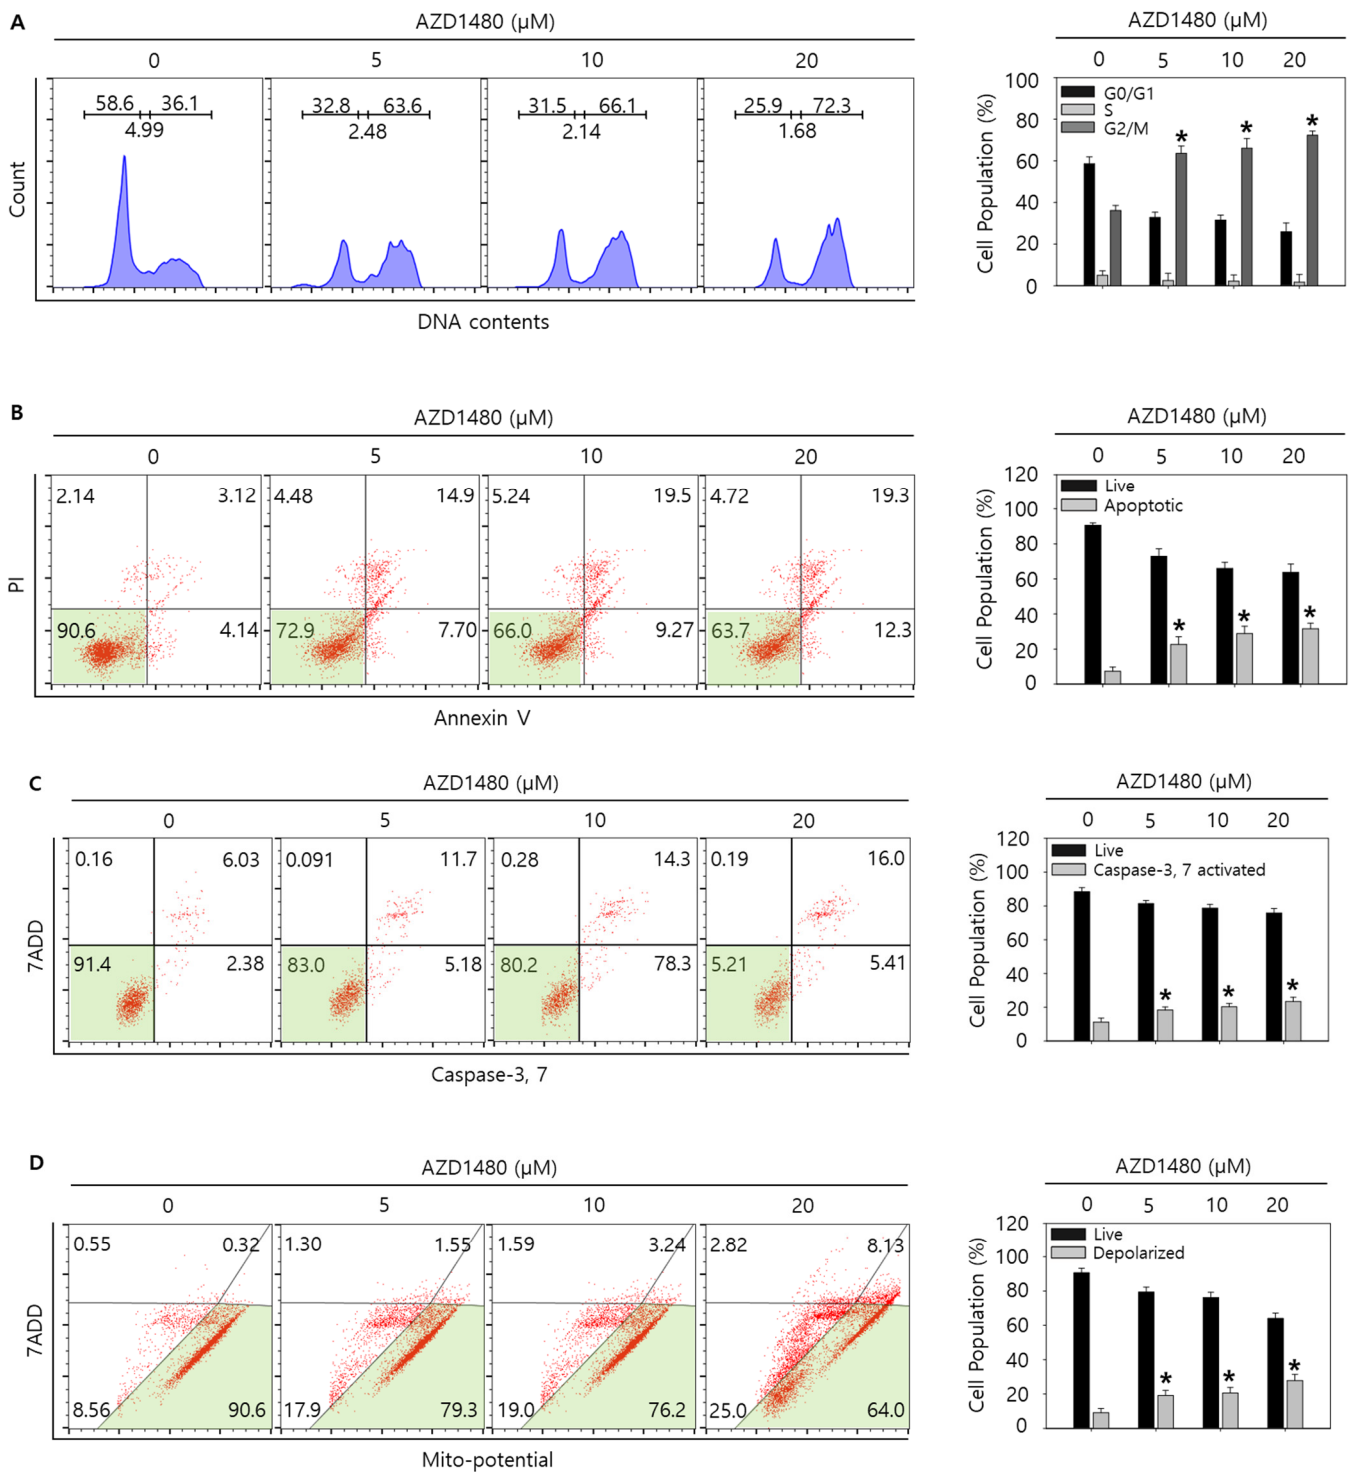 A
AZD1480 (μM)
0 5 10 20
58.6 36.1
4.99
32.8 63.6
2.48
31.5 66.1
2.14
25.9 72.3
1.68
Count
DNA contents
AZD1480 (μM)
0 5 10 20
100
80
60
40
20
0
Cell Population (%)
G0/G1
S
G2/M
* * *
B
AZD1480 (μM)
0 5 10 20
2.14 3.12
90.6 4.14
4.48 14.9
72.9 7.70
5.24 19.5
66.0 9.27
4.72 19.3
63.7 12.3
PI
Annexin V
AZD1480 (μM)
0 5 10 20
120
100
80
60
40
20
0
Cell Population (%)
Live
Apoptotic
* * *
C
AZD1480 (μM)
0 5 10 20
0.16 6.03
91.4 2.38
0.091 11.7
83.0 5.18
0.28 14.3
80.2 78.3
0.19 16.0
5.21 5.41
7ADD
Caspase-3, 7
AZD1480 (μM)
0 5 10 20
120
100
80
60
40
20
0
Cell Population (%)
Live
Caspase-3, 7 activated
* * *
D
AZD1480 (μM)
0 5 10 20
0.55 0.32
8.56 90.6
1.30 1.55
17.9 79.3
1.59 3.24
19.0 76.2
2.82 8.13
25.0 64.0
7ADD
Mito-potential
AZD1480 (μM)
0 5 10 20
120
100
80
60
40
20
0
Cell Population (%)
Live
Depolarized
* * *